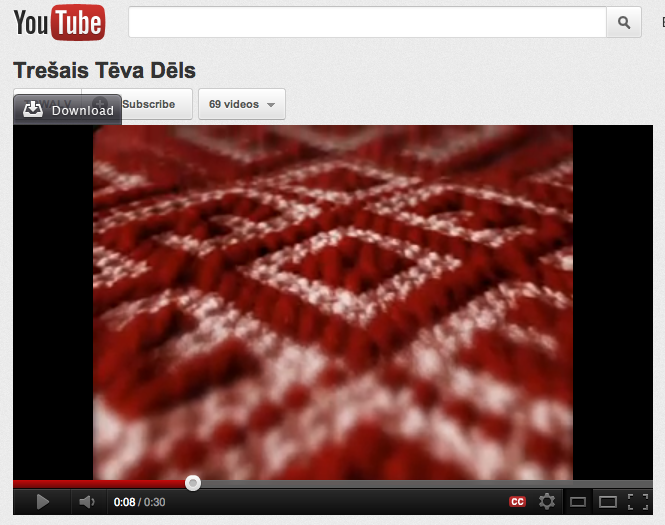 YouTube
Trešais Tēva Dēls
Download
Subscribe
69 videos
0:08 / 0:30
CC